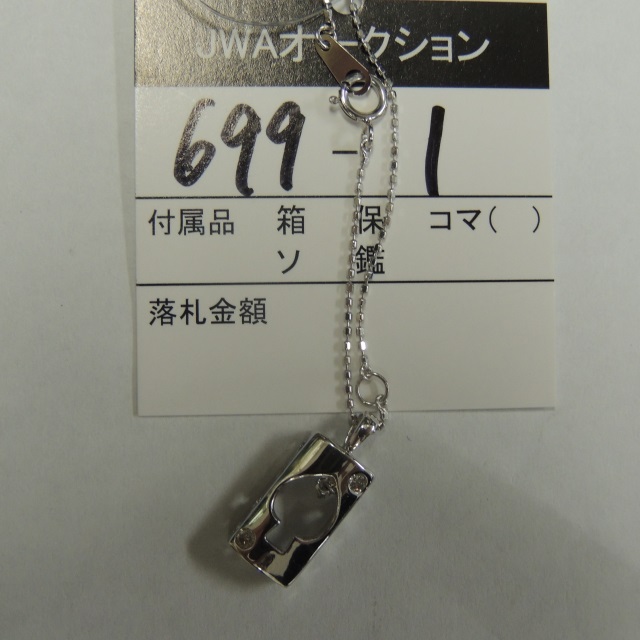 JWAオークション
699-1
付属品 箱 保 コマ( )
ソ 鑑
落札金額